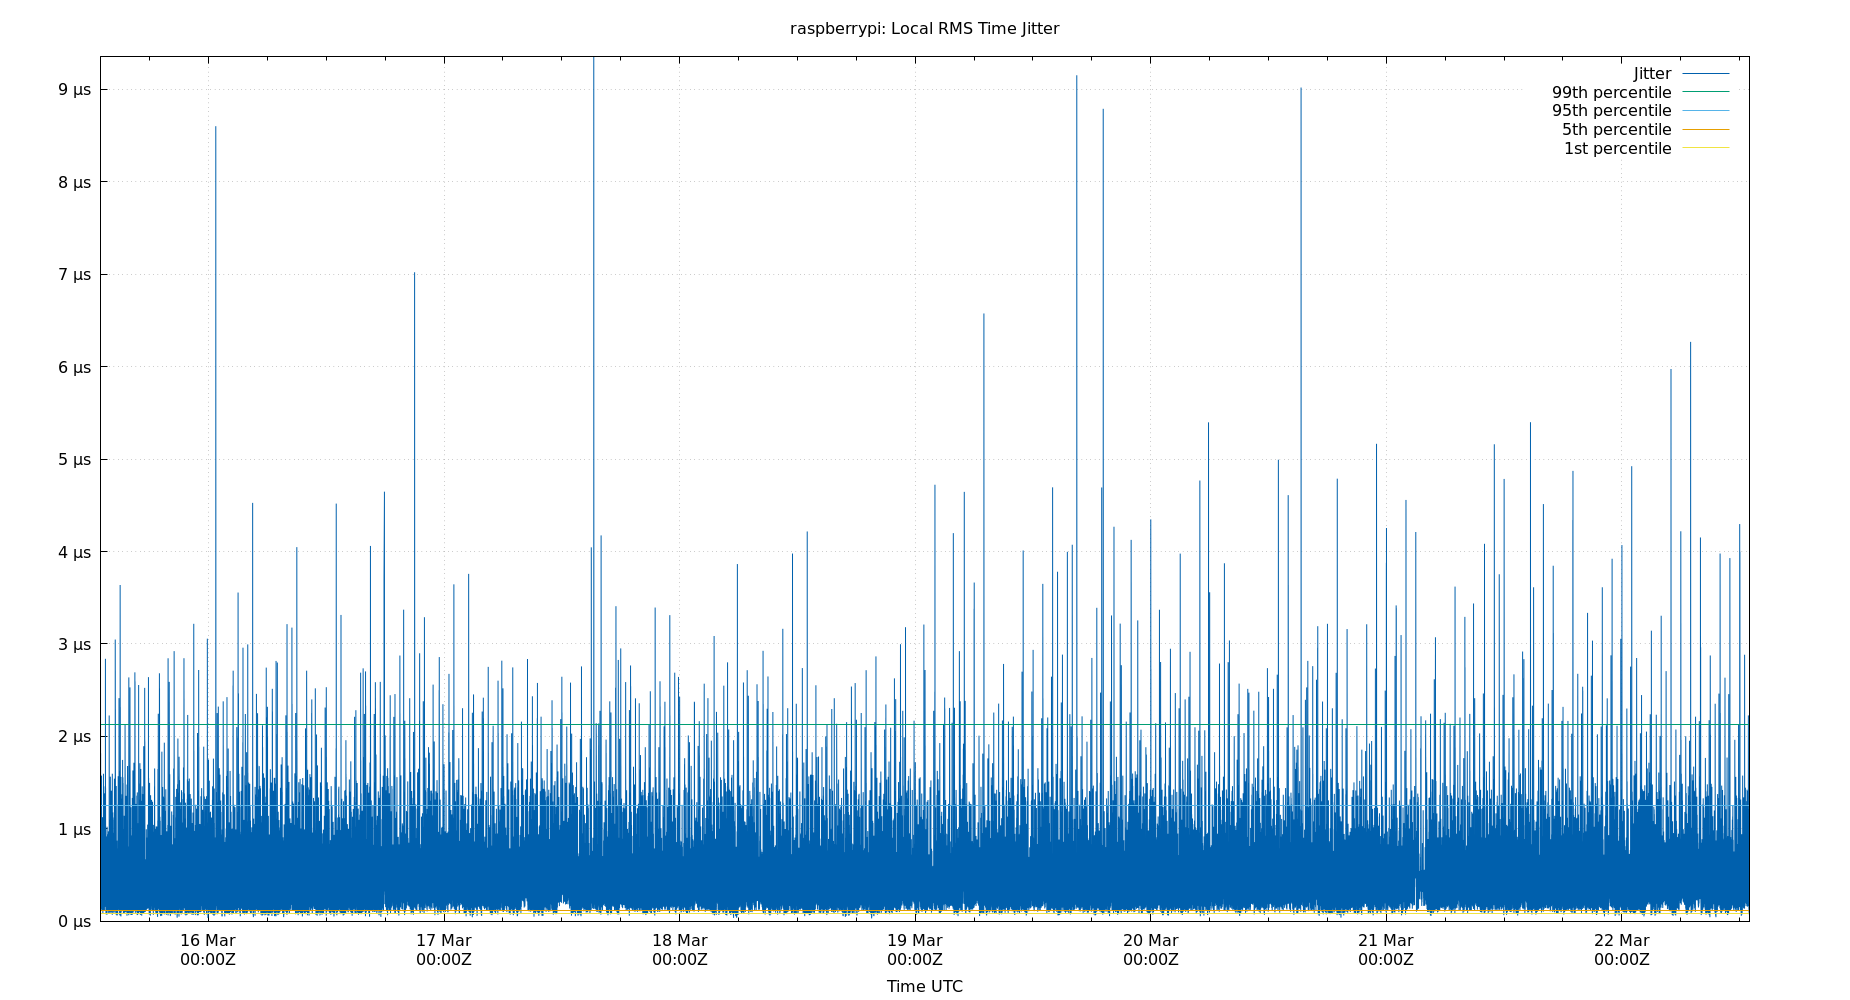 raspberrypi: Local RMS Time Jitter
Jitter
99th percentile
95th percentile
5th percentile
1st percentile
9 µs
8 µs
7 µs
6 µs
5 µs
4 µs
3 µs
2 µs
1 µs
0 µs
16 Mar 17 Mar 18 Mar 19 Mar 20 Mar 21 Mar 22 Mar
00:00Z 00:00Z 00:00Z 00:00Z 00:00Z 00:00Z 00:00Z
Time UTC